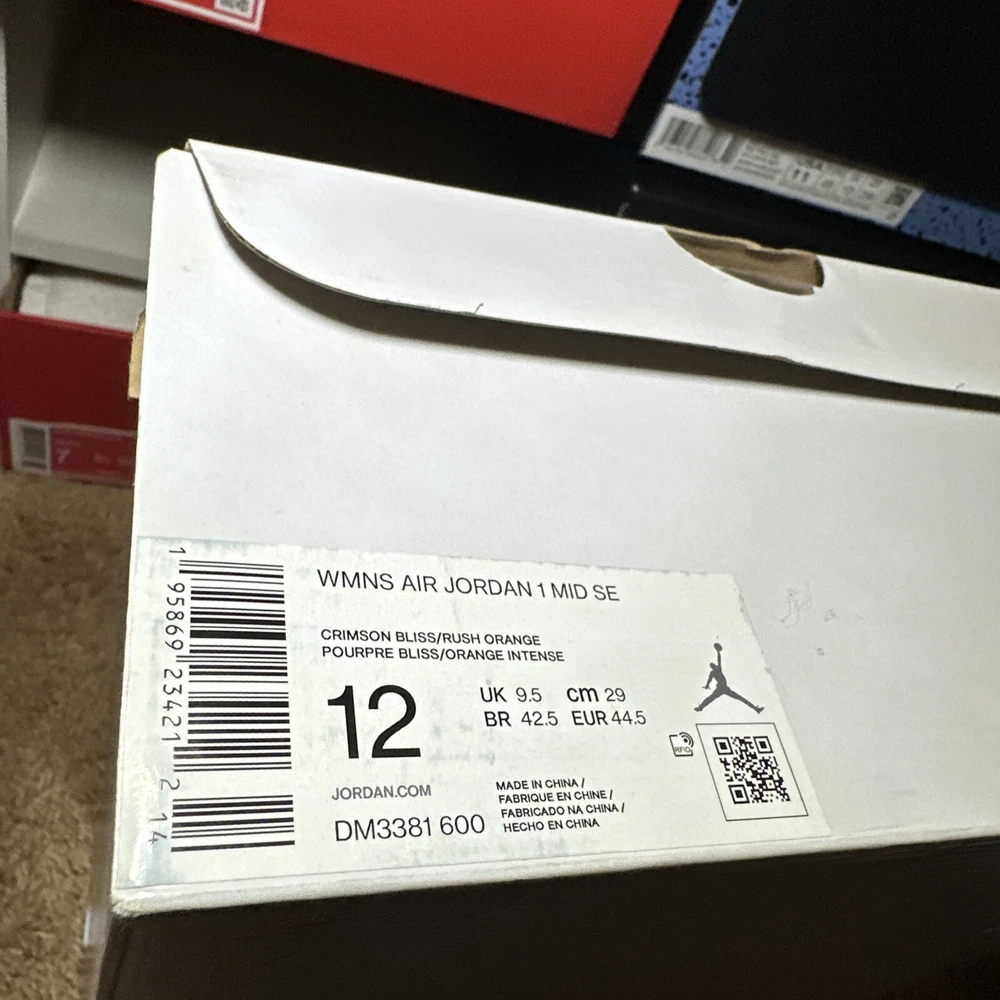 WMNS AIR JORDAN 1 MID SE
CRIMSON BLISS/RUSH ORANGE
POURPRE BLISS/ORANGE INTENSE
12
UK 9.5 cm 29
BR 42.5 EUR 44.5
RFID
JORDAN.COM
DM3381 600
MADE IN CHINA /
FABRIQUE EN CHINE /
FABRICADO NA CHINA /
HECHO EN CHINA
1 95869 23421 2 14
11
7